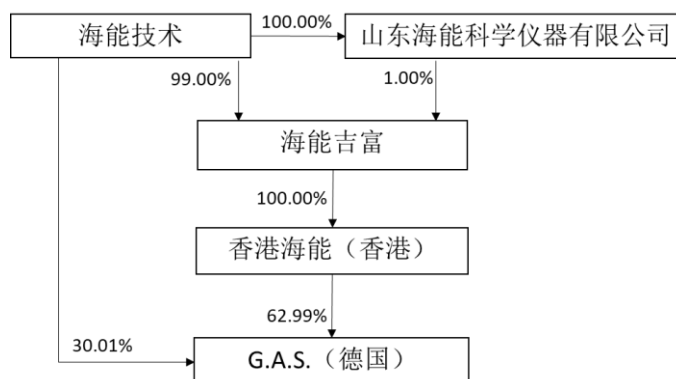 海能技术
100.00%
山东海能科学仪器有限公司
99.00%
1.00%
海能吉富
100.00%
香港海能（香港）
62.99%
30.01%
G.A.S.（德国）